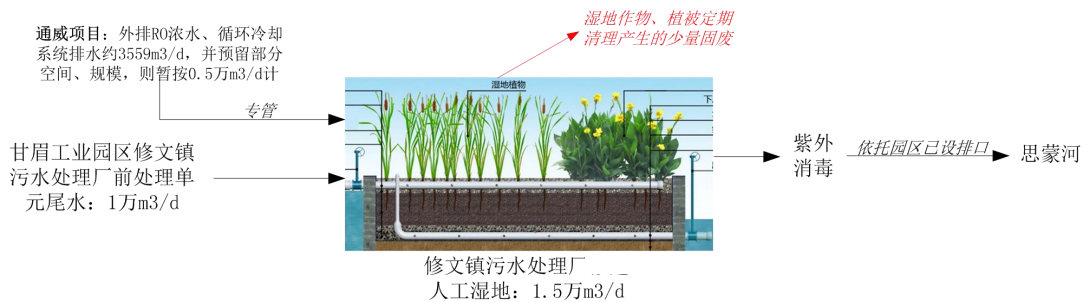 通威项目：外排RO浓水、循环冷却
系统排水约3559m3/d，并预留部分
空间、规模，则暂按0.5万m3/d计
湿地作物、植被定期
清理产生的少量固废
湿地植物
下
专管
甘眉工业园区修文镇
污水处理厂前处理单
元尾水：1万m3/d
紫外
消毒
依托园区已设排口
思蒙河
修文镇污水处理厂
人工湿地：1.5万m3/d